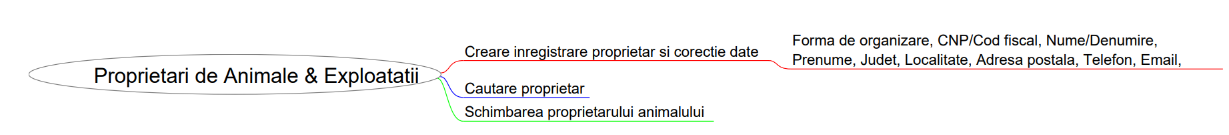 Proprietari de Animale & Exploatatii
Creare inregistrare proprietar si corectie date
Forma de organizare, CNP/Cod fiscal, Nume/Denumire,
Prenume, Judet, Localitate, Adresa postala, Telefon, Email,
Cautare proprietar
Schimbarea proprietarului animalului